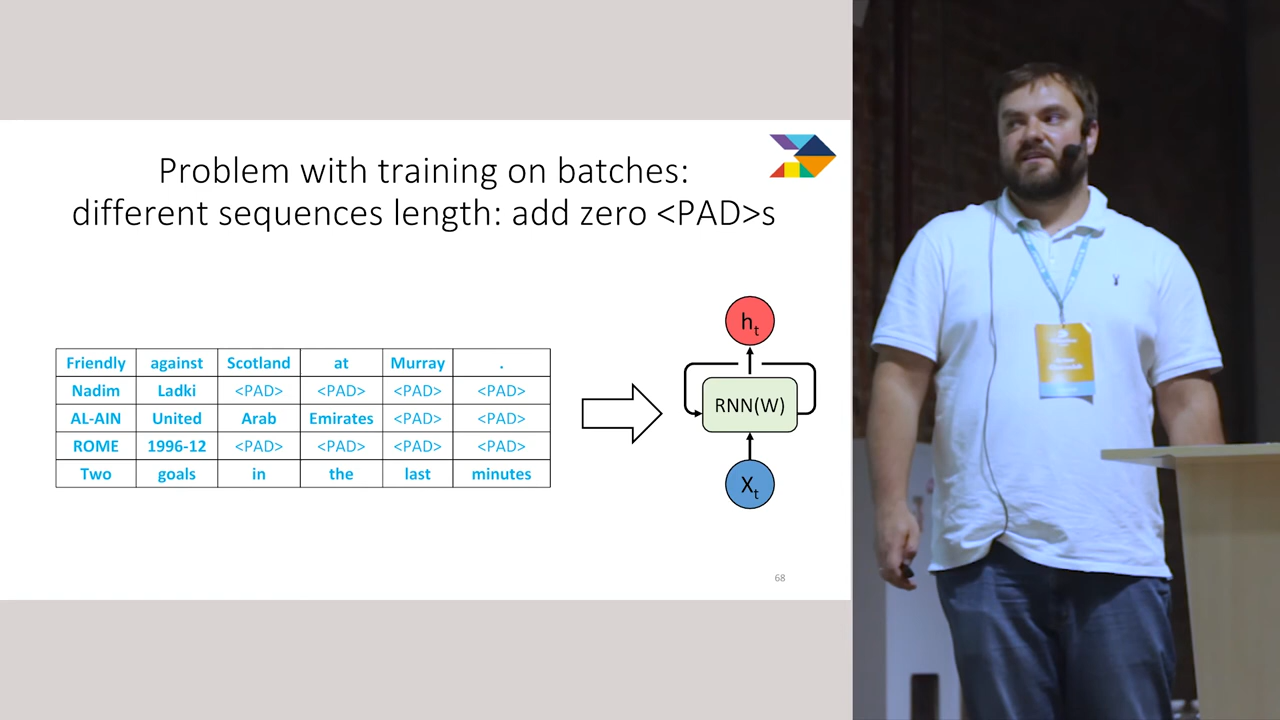 Problem with training on batches:
different sequences length: add zero <PAD>s
Friendly against Scotland at Murray .
Nadim Ladki <PAD> <PAD> <PAD> <PAD>
AL-AIN United Arab Emirates <PAD> <PAD>
ROME 1996-12 <PAD> <PAD> <PAD> <PAD>
Two goals in the last minutes
ht
RNN(W)
Xt
68